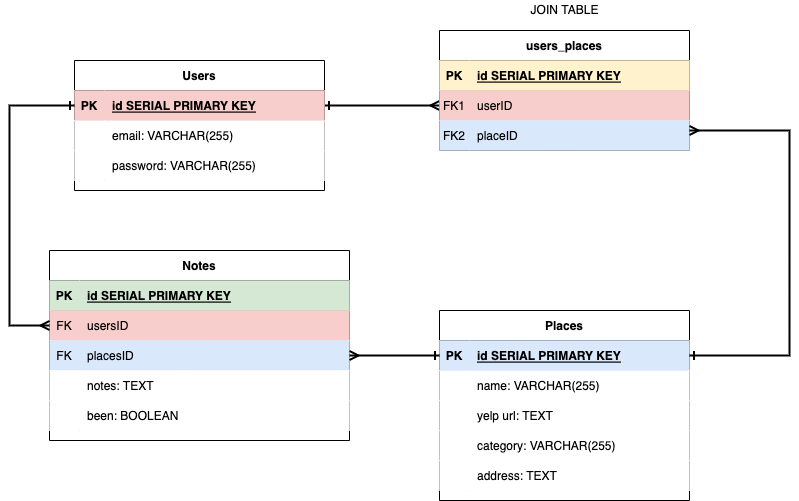 JOIN TABLE
users_places
PK id SERIAL PRIMARY KEY
FK1 userID
FK2 placeID
Users
PK id SERIAL PRIMARY KEY
email: VARCHAR(255)
password: VARCHAR(255)
Notes
PK id SERIAL PRIMARY KEY
FK usersID
FK placesID
notes: TEXT
been: BOOLEAN
Places
PK id SERIAL PRIMARY KEY
name: VARCHAR(255)
yelp url: TEXT
category: VARCHAR(255)
address: TEXT